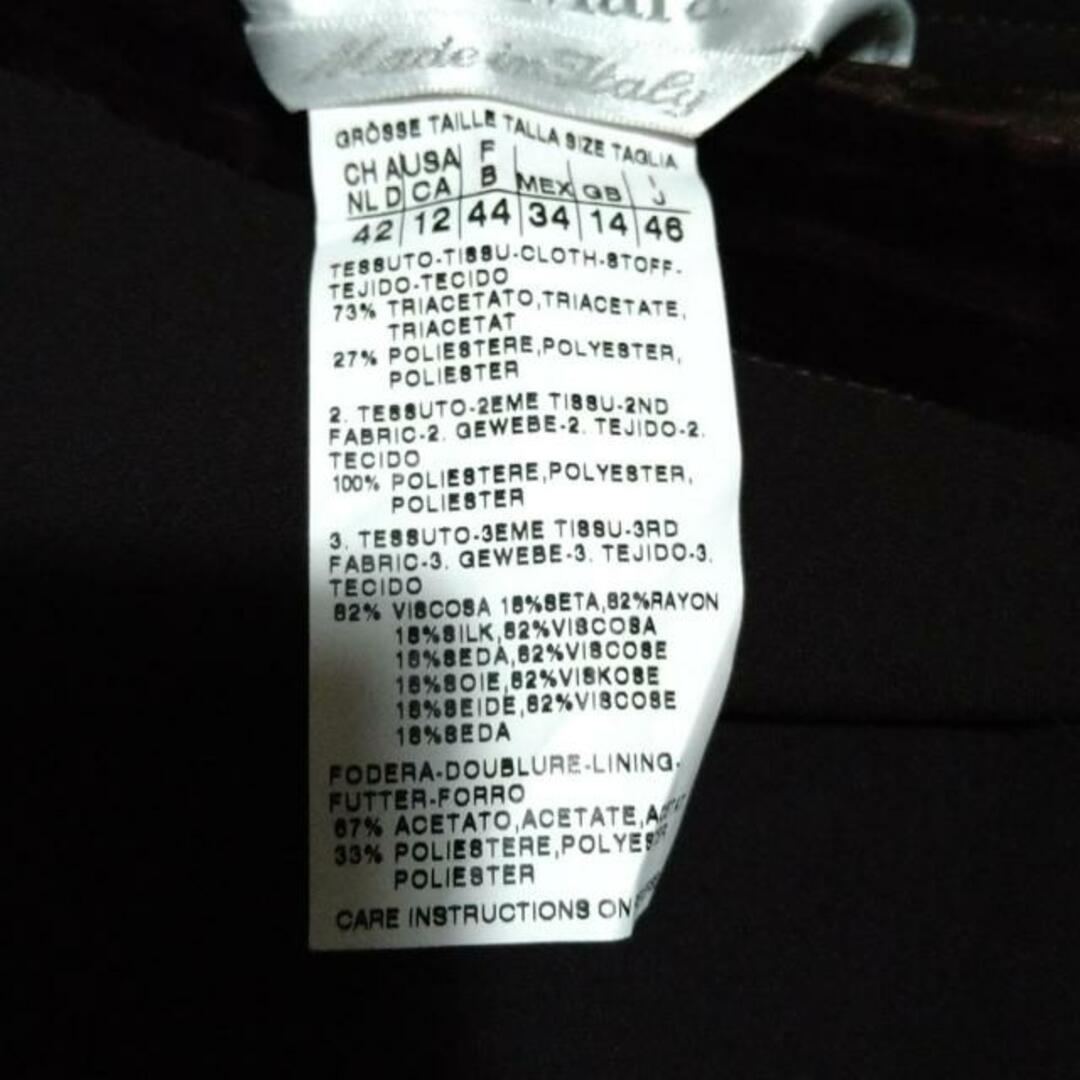 Made in Italy
GRÖSSE TAILLE TALLA SIZE TAGLIA
CH A USA F
NL D CA B MEX GB I J
42 12 44 34 14 46
TESSUTO-TISSU-CLOTH-STOFF-
TEJIDO-TECIDO
73% TRIACETATO,TRIACETATE,
TRIACETAT
27% POLIESTERE,POLYESTER,
POLIESTER
2. TESSUTO-2EME TISSU-2ND
FABRIC-2. GEWEBE-2. TEJIDO-2.
TECIDO
100% POLIESTERE,POLYESTER,
POLIESTER
3. TESSUTO-3EME TISSU-3RD
FABRIC-3. GEWEBE-3. TEJIDO-3.
TECIDO
82% VISCOSA 18%SETA,82%RAYON
18%SILK,82%VISCOSA
18%SEDA,82%VISCOSE
18%SOIE,82%VISKOSE
18%SEIDE,82%VISCOSE
18%SEDA
FODERA-DOUBLURE-LINING-
FUTTER-FORRO
67% ACETATO,ACETATE,
33% POLIESTERE,POLYESTER
POLIESTER
CARE INSTRUCTIONS ON